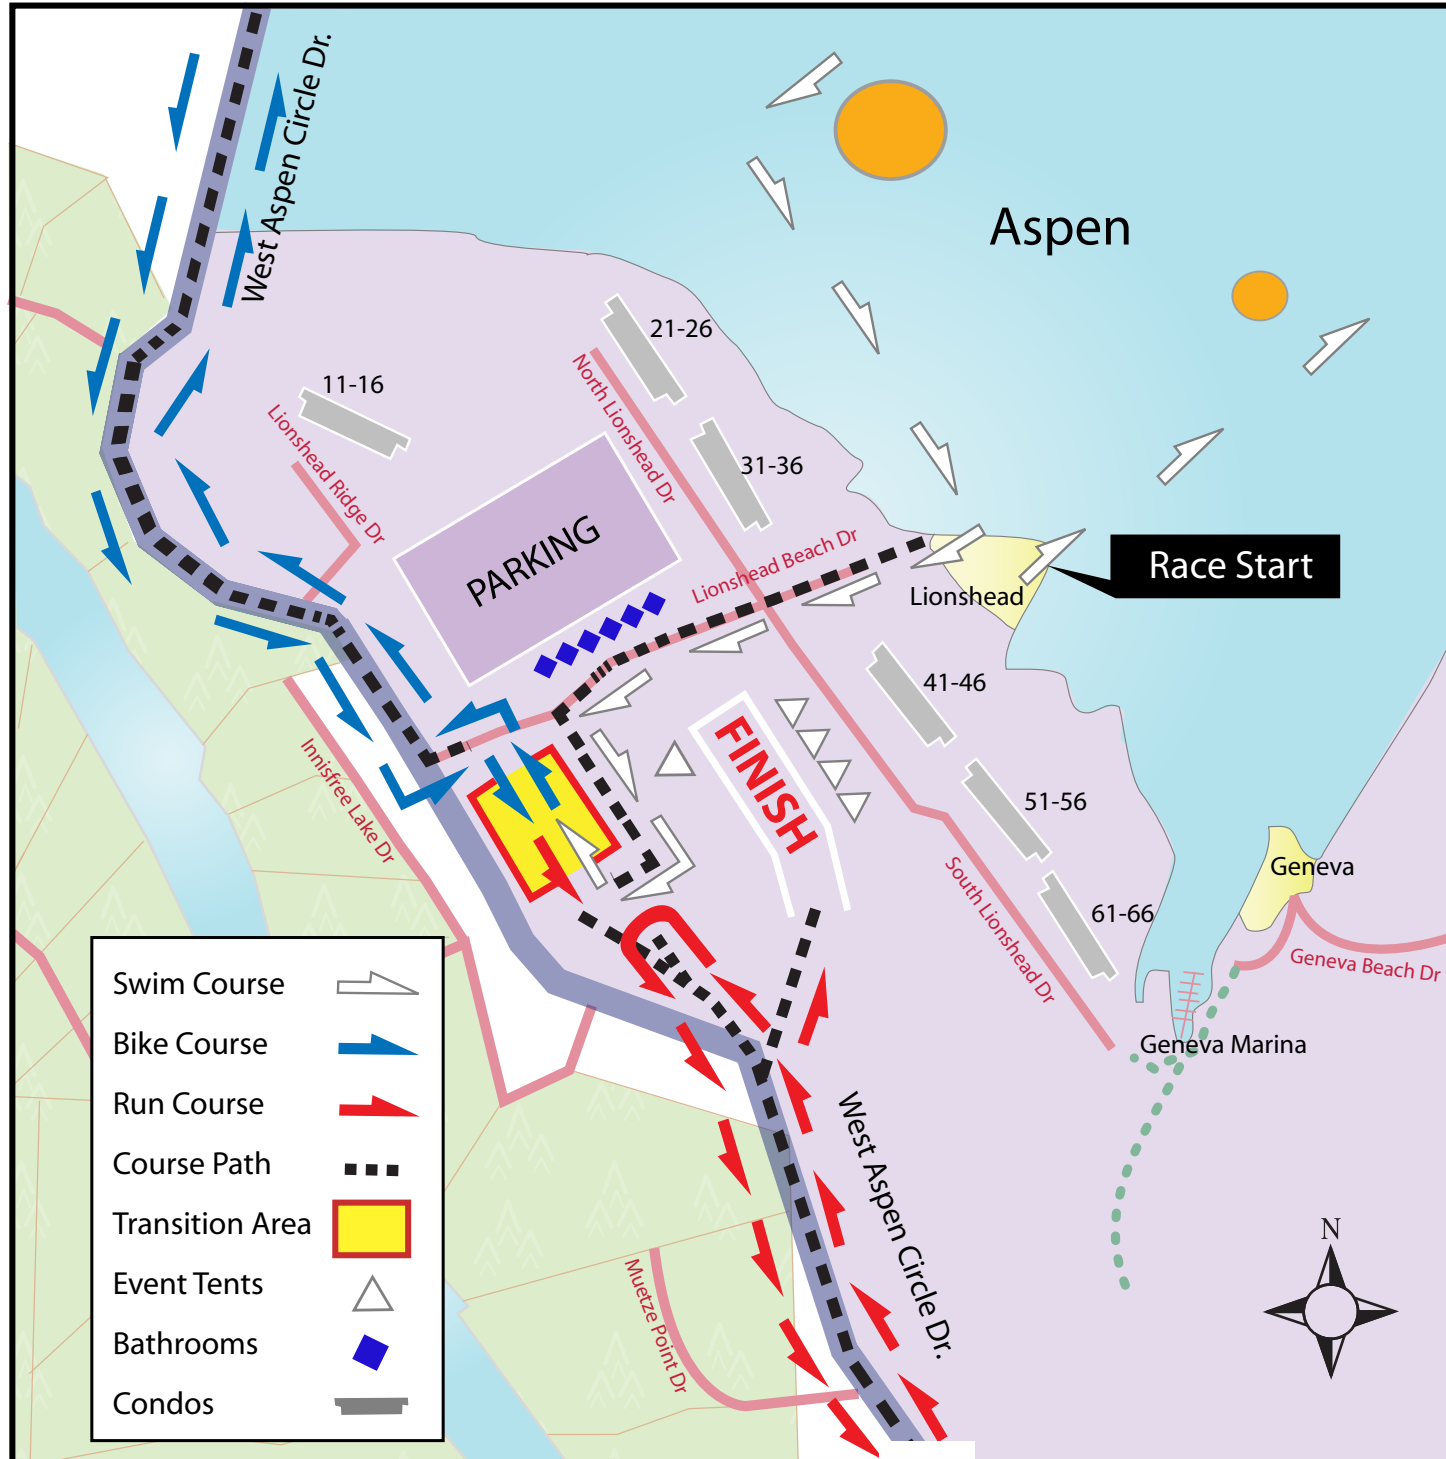 West Aspen Circle Dr.
Aspen
21-26
North Lionshead Dr
11-16
Lionshead Ridge Dr
31-36
PARKING
Lionshead Beach Dr
Race Start
Lionshead
41-46
FINISH
Innisfree Lake Dr
51-56
South Lionshead Dr
61-66
Geneva
Geneva Beach Dr
Geneva Marina
West Aspen Circle Dr.
Muetze Point Dr
Swim Course
Bike Course
Run Course
Course Path
Transition Area
Event Tents
Bathrooms
Condos
N